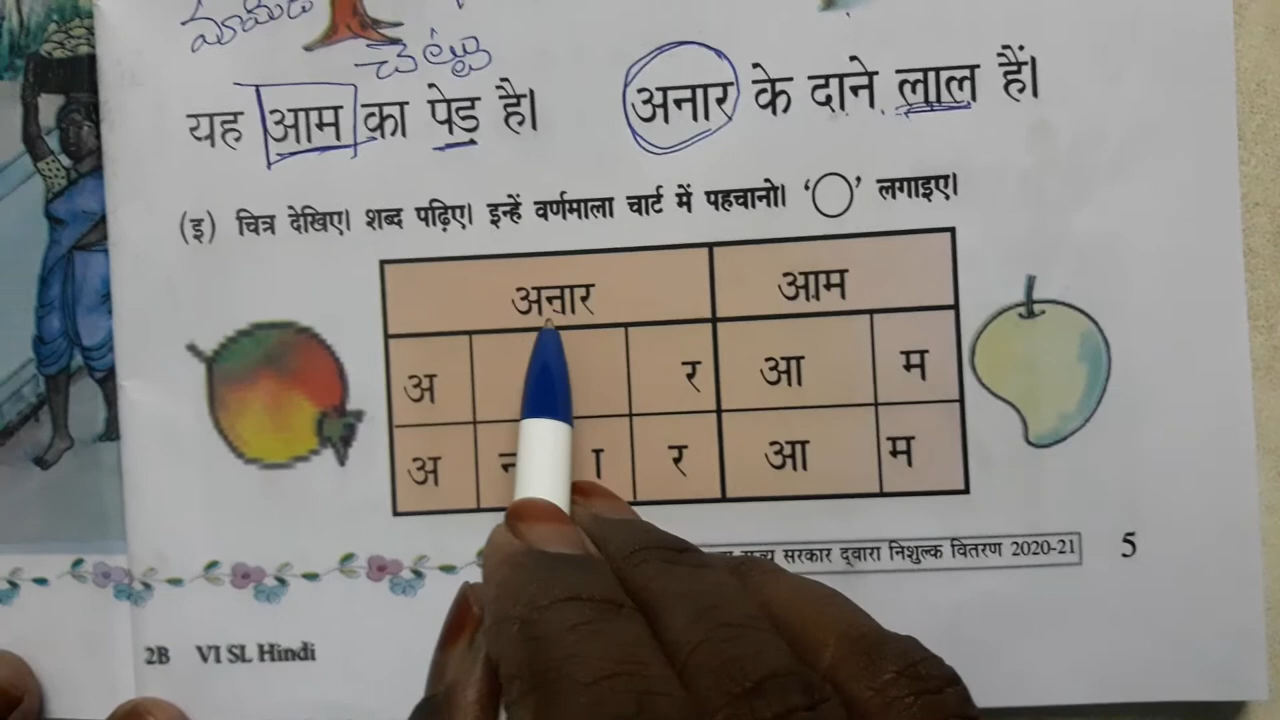 చెట్టు
यह आम का पेड़ है। अनार के दाने लाल हैं।
(इ) चित्र देखिए। शब्द पढ़िए। इन्हें वर्णमाला चार्ट में पहचानो। '○' लगाइए।
अनार आम
अ र आ म
अ न ा र आ म
सरकार द्वारा निशुल्क वितरण 2020-21 5
2B VI SL Hindi